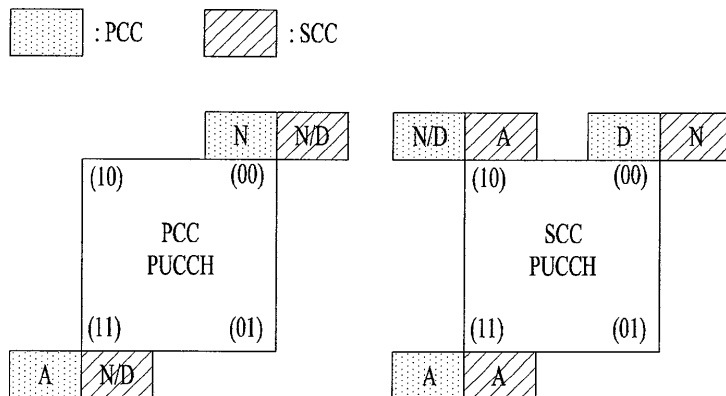 : PCC : SCC
N N/D N/D A D N
(10) (00) (10) (00)
PCC SCC
PUCCH PUCCH
(11) (01) (11) (01)
A N/D A A